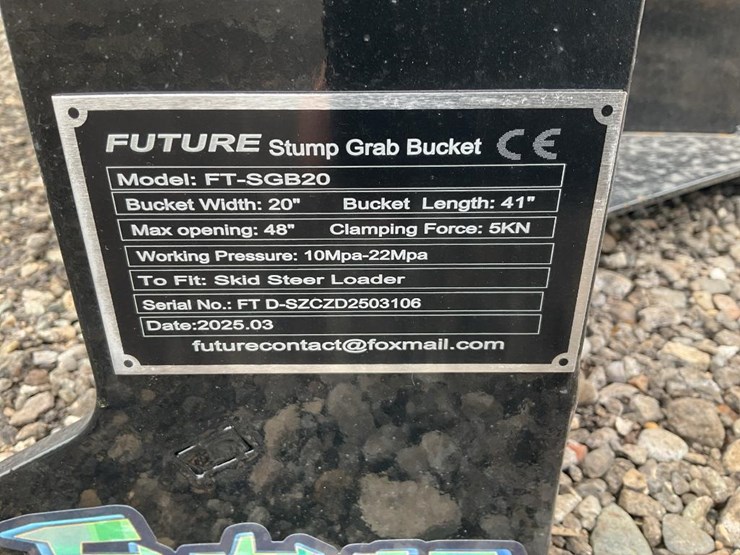 FUTURE Stump Grab Bucket CE
Model: FT-SGB20
Bucket Width: 20" Bucket Length: 41"
Max opening: 48" Clamping Force: 5KN
Working Pressure: 10Mpa-22Mpa
To Fit: Skid Steer Loader
Serial No.: FT D-SZCZD2503106
Date:2025.03
futurecontact@foxmail.com